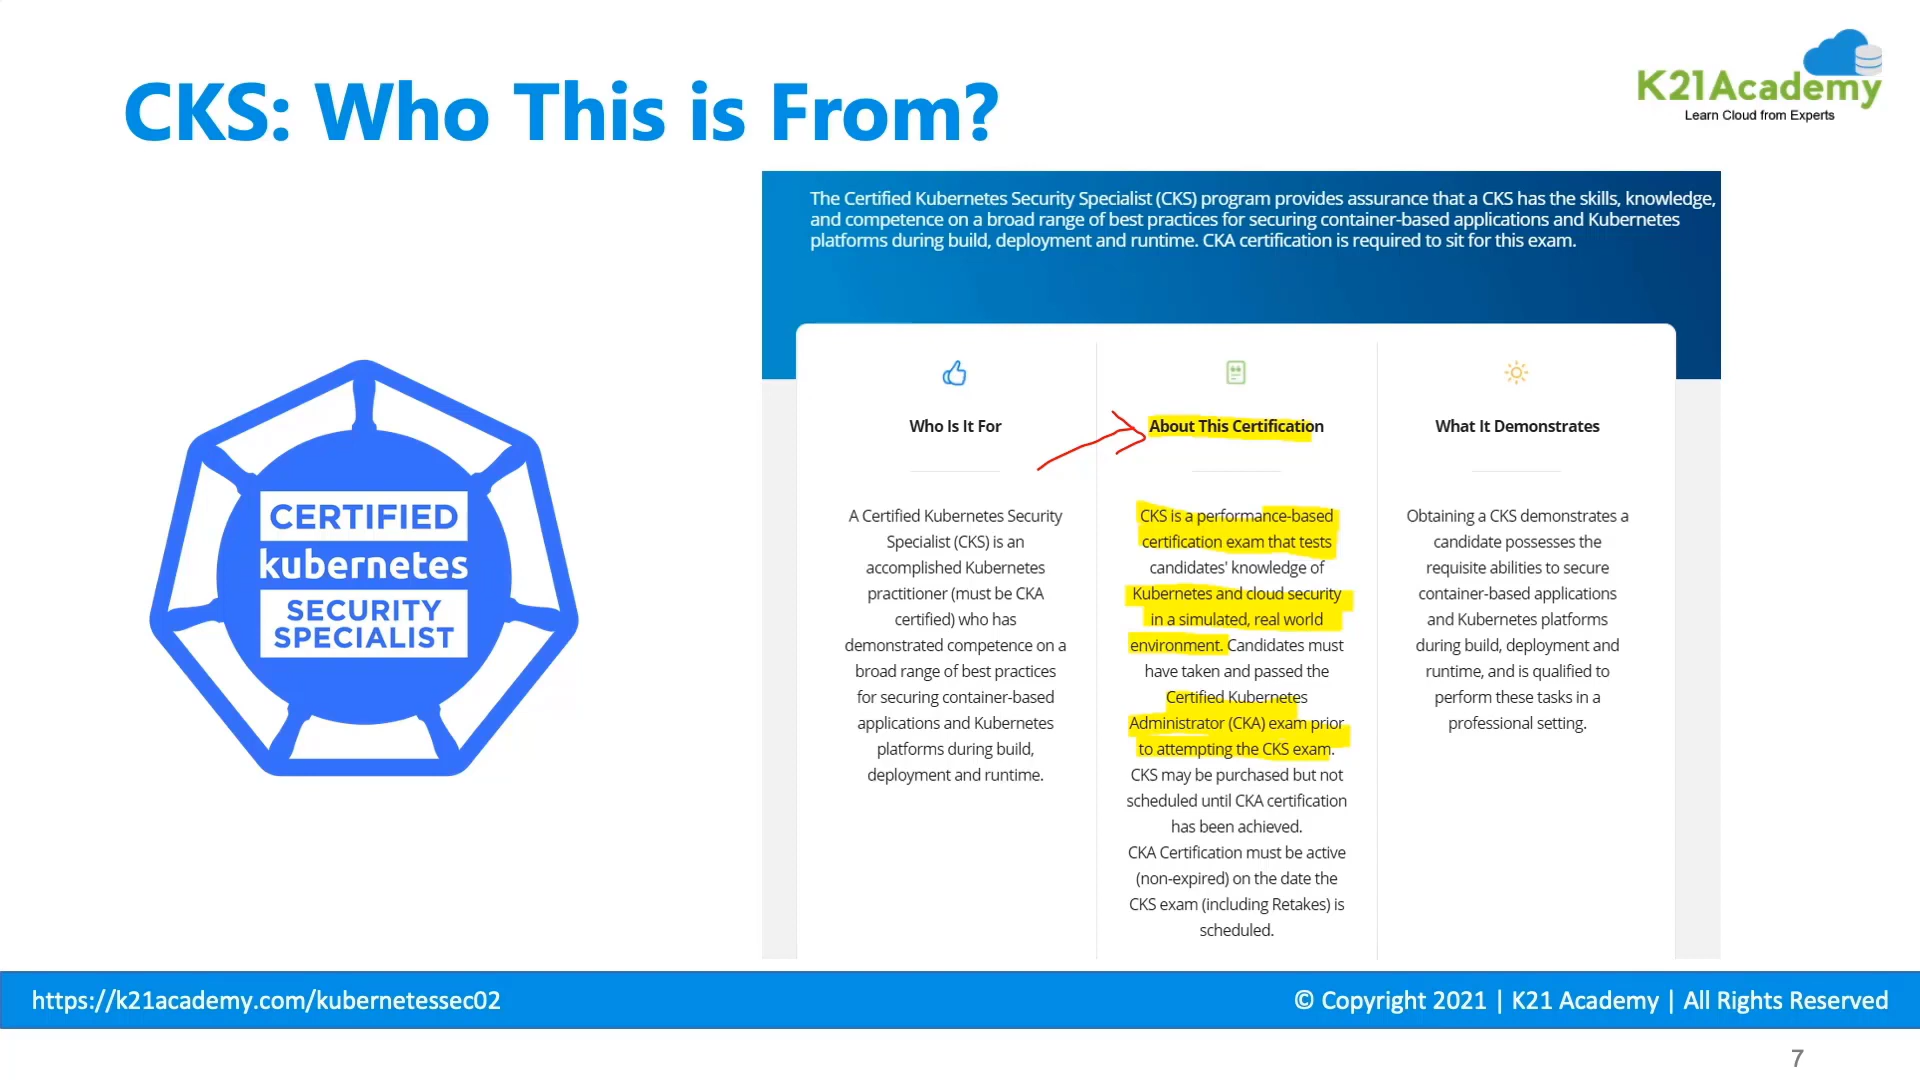 CKS: Who This is From?
K21Academy
Learn Cloud from Experts
The Certified Kubernetes Security Specialist (CKS) program provides assurance that a CKS has the skills, knowledge,
and competence on a broad range of best practices for securing container-based applications and Kubernetes
platforms during build, deployment and runtime. CKA certification is required to sit for this exam.
CERTIFIED
kubernetes
SECURITY
SPECIALIST
Who Is It For
A Certified Kubernetes Security
Specialist (CKS) is an
accomplished Kubernetes
practitioner (must be CKA
certified) who has
demonstrated competence on a
broad range of best practices
for securing container-based
applications and Kubernetes
platforms during build,
deployment and runtime.
About This Certification
CKS is a performance-based
certification exam that tests
candidates' knowledge of
Kubernetes and cloud security
in a simulated, real world
environment. Candidates must
have taken and passed the
Certified Kubernetes
Administrator (CKA) exam prior
to attempting the CKS exam.
CKS may be purchased but not
scheduled until CKA certification
has been achieved.
CKA Certification must be active
(non-expired) on the date the
CKS exam (including Retakes) is
scheduled.
What It Demonstrates
Obtaining a CKS demonstrates a
candidate possesses the
requisite abilities to secure
container-based applications
and Kubernetes platforms
during build, deployment and
runtime, and is qualified to
perform these tasks in a
professional setting.
https://k21academy.com/kubernetessec02
© Copyright 2021 | K21 Academy | All Rights Reserved
7